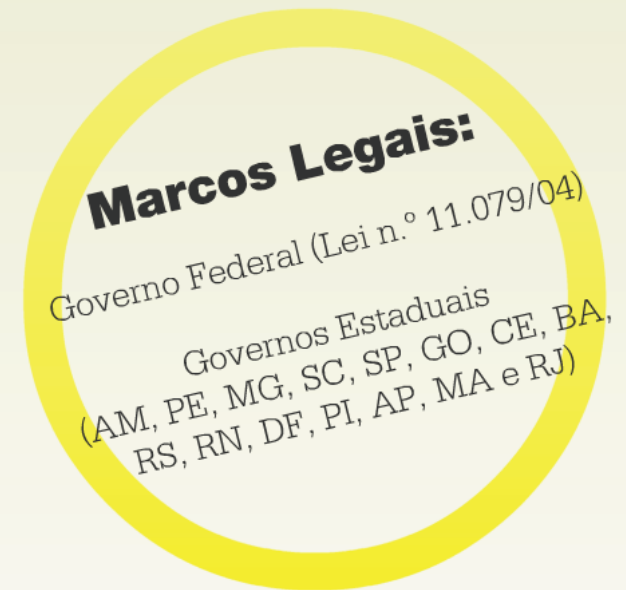 Marcos Legais:
Governo Federal (Lei n.º 11.079/04)
Governos Estaduais
(AM, PE, MG, SC, SP, GO, CE, BA,
RS, RN, DF, PI, AP, MA e RJ)